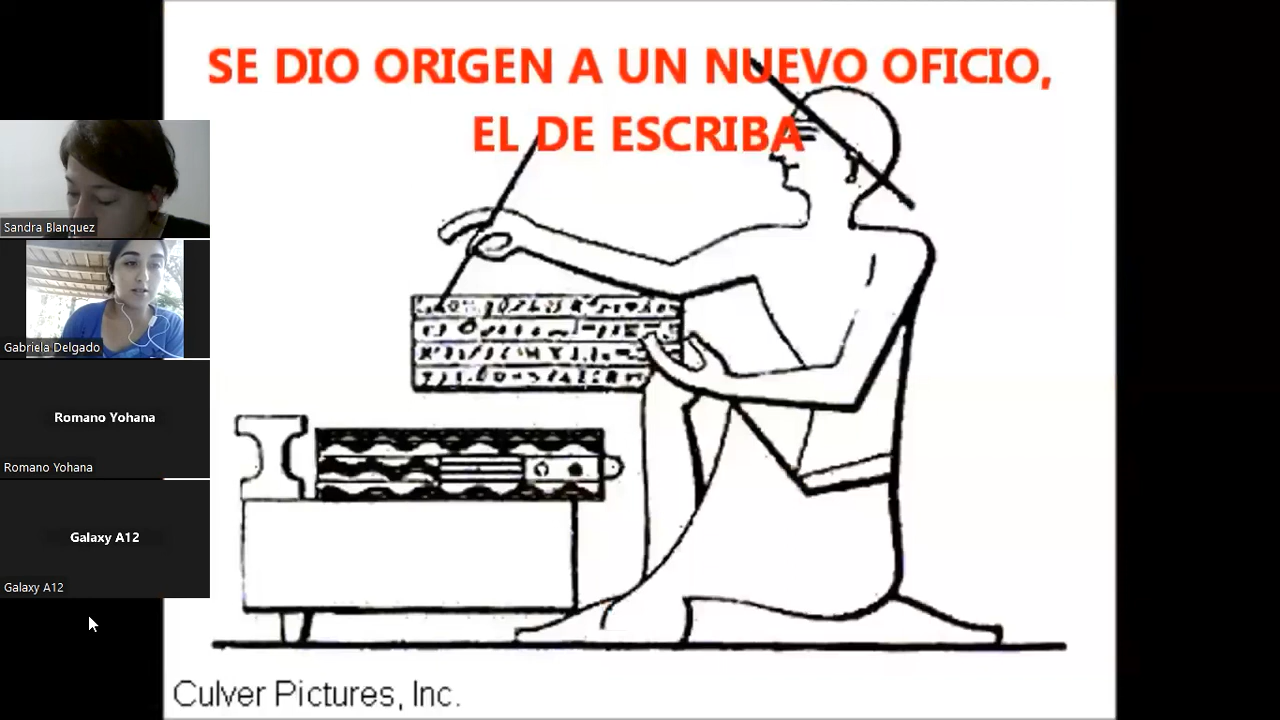 SE DIO ORIGEN A UN NUEVO OFICIO,
EL DE ESCRIBA
Sandra Blanquez
Gabriela Delgado
Romano Yohana
Romano Yohana
Galaxy A12
Galaxy A12
Culver Pictures, Inc.